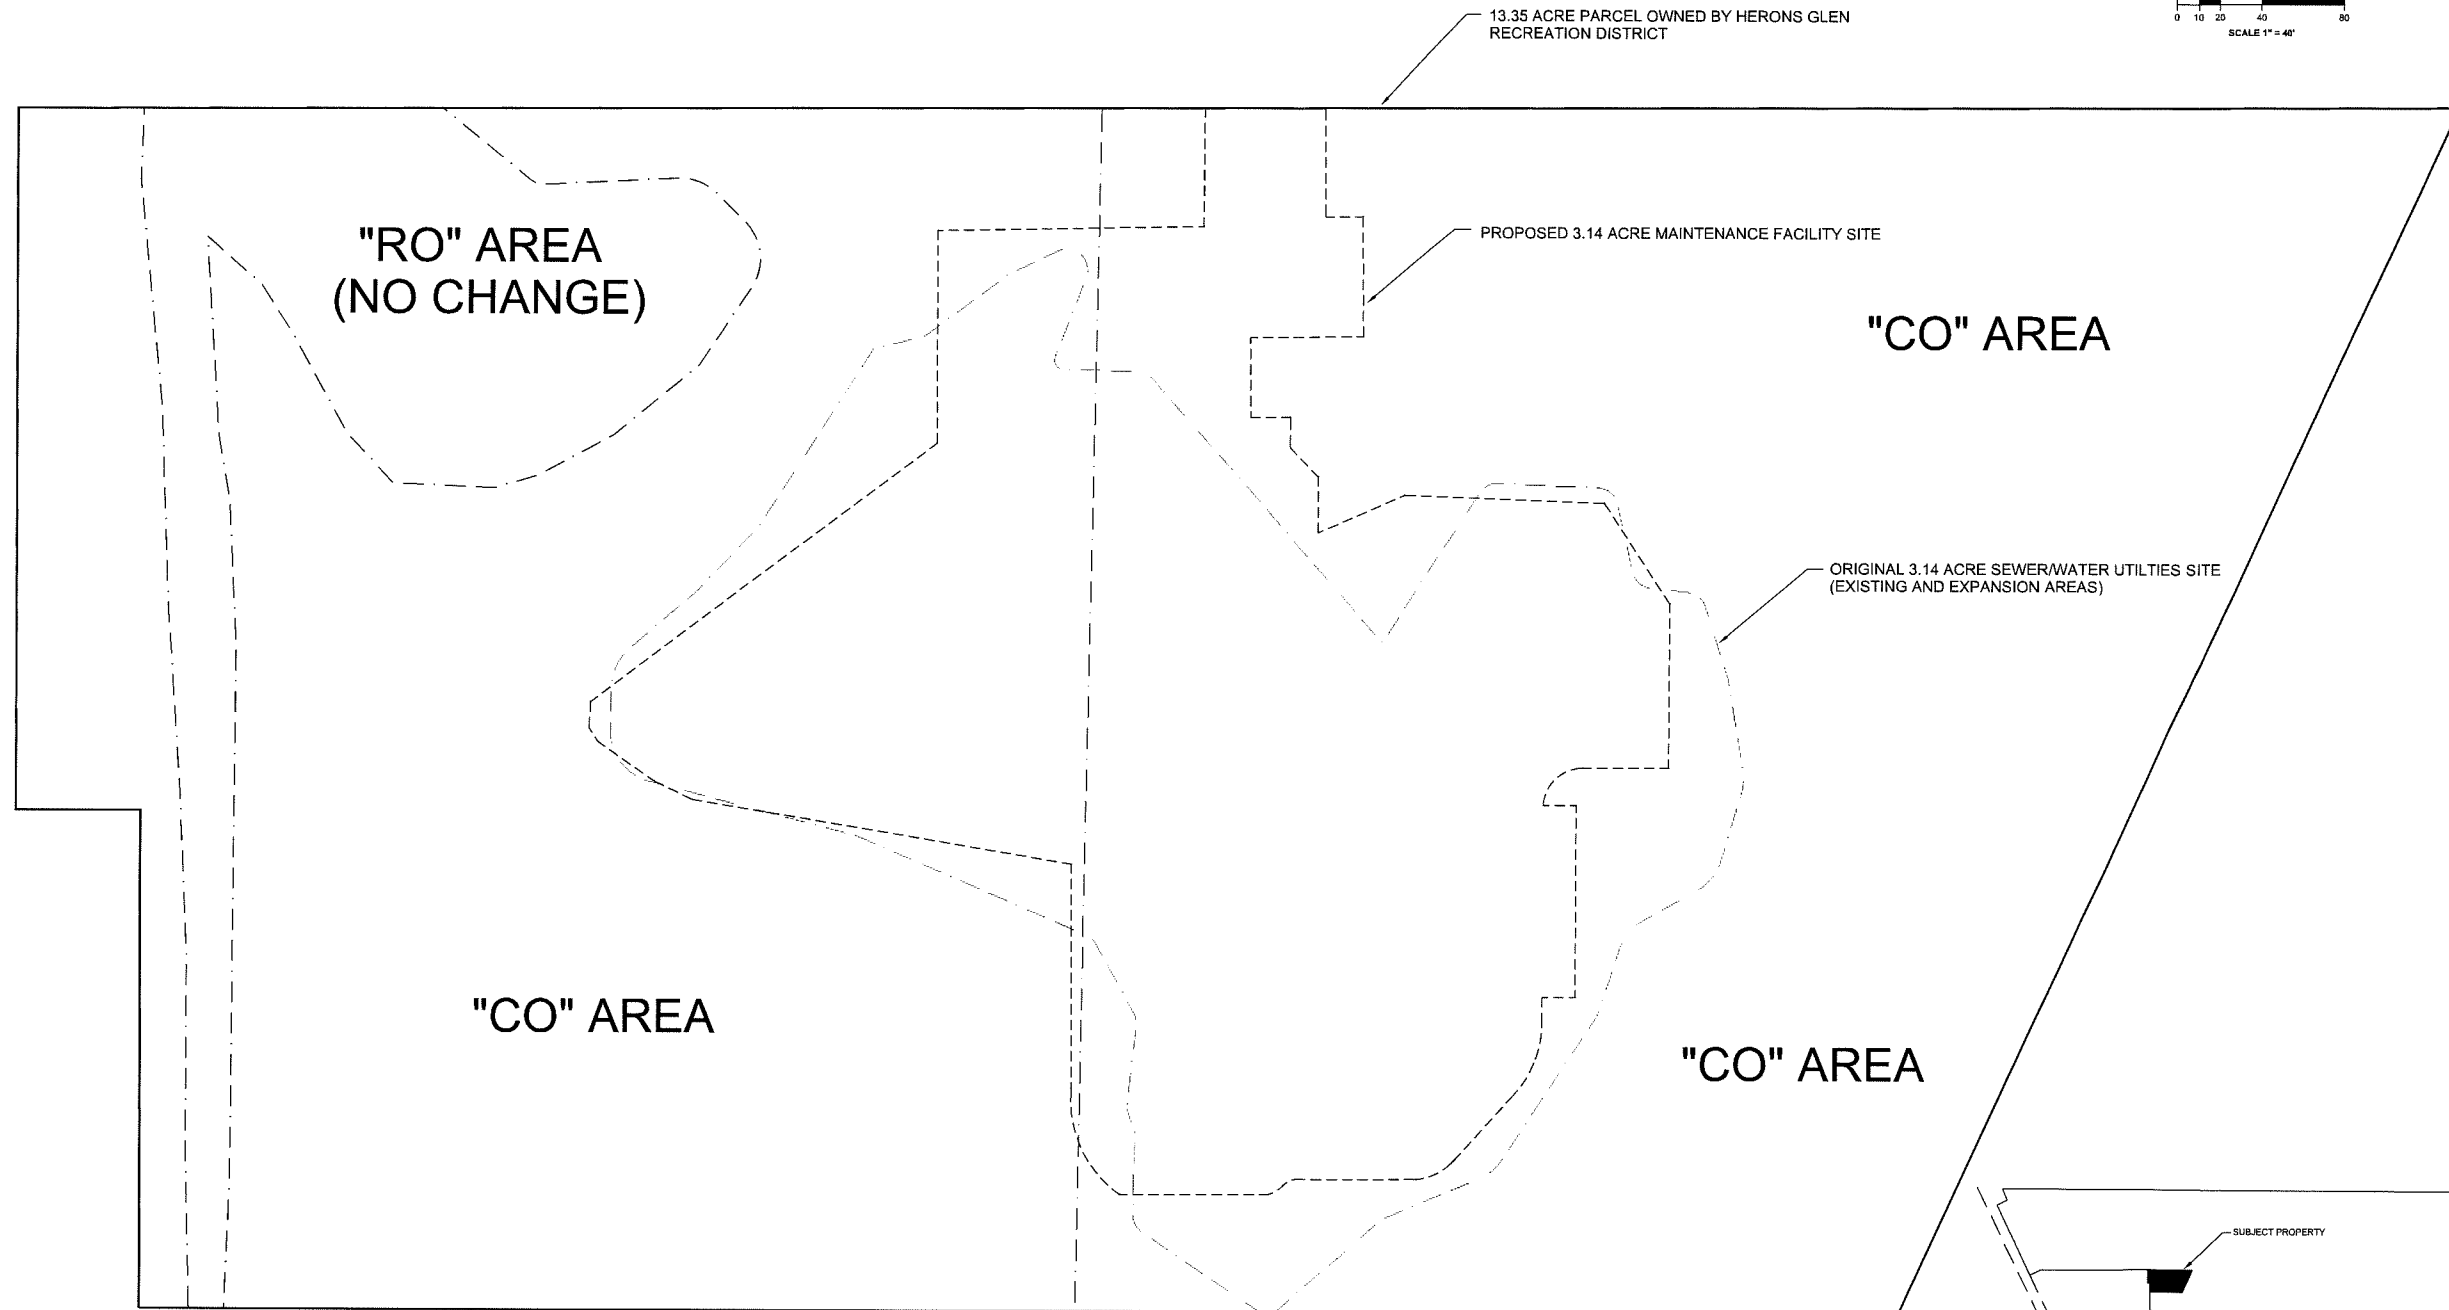 13.35 ACRE PARCEL OWNED BY HERONS GLEN
RECREATION DISTRICT
0 10 20 40 80
SCALE 1" = 40'
"RO" AREA
(NO CHANGE)
PROPOSED 3.14 ACRE MAINTENANCE FACILITY SITE
"CO" AREA
ORIGINAL 3.14 ACRE SEWER/WATER UTILTIES SITE
(EXISTING AND EXPANSION AREAS)
"CO" AREA
"CO" AREA
SUBJECT PROPERTY